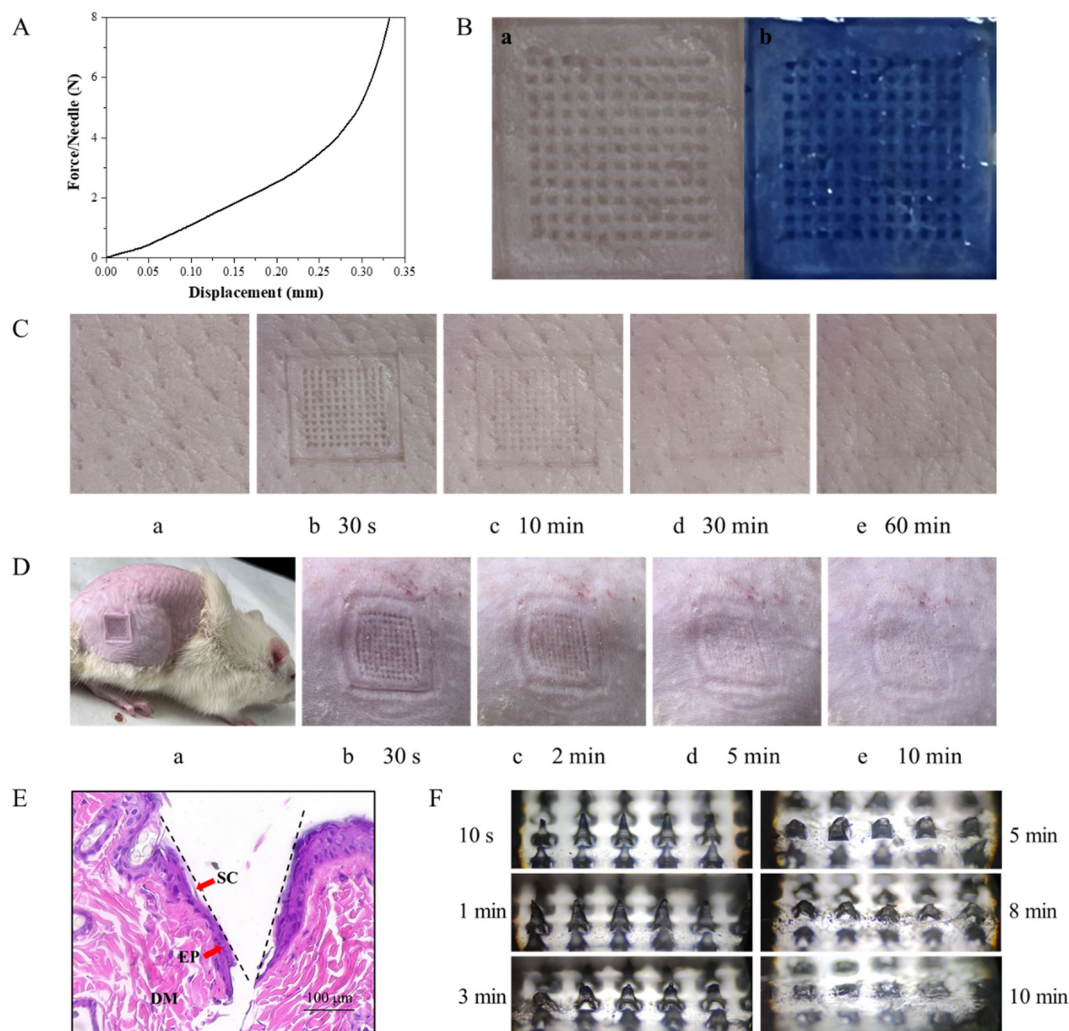 A
8
6
4
2
0
Force/Needle (N)
0.00 0.05 0.10 0.15 0.20 0.25 0.30 0.35
Displacement (mm)
B
a
b
C
a
b 30 s
c 10 min
d 30 min
e 60 min
D
a
b 30 s
c 2 min
d 5 min
e 10 min
E
SC
EP
DM
100 μm
F
10 s
5 min
1 min
8 min
3 min
10 min